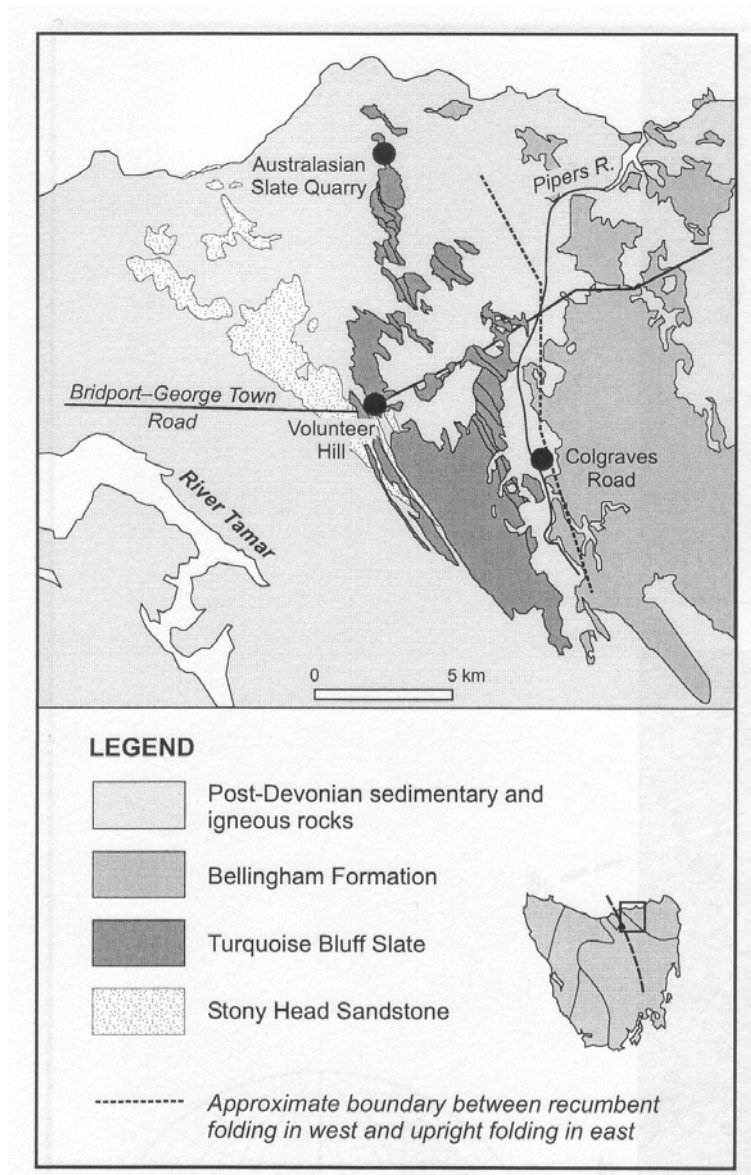 Australasian
Slate Quarry
Pipers R.
Bridport–George Town
Road
Volunteer
Hill
Colgraves
Road
River Tamar
0 5 km
LEGEND
Post-Devonian sedimentary and
igneous rocks
Bellingham Formation
Turquoise Bluff Slate
Stony Head Sandstone
Approximate boundary between recumbent
folding in west and upright folding in east